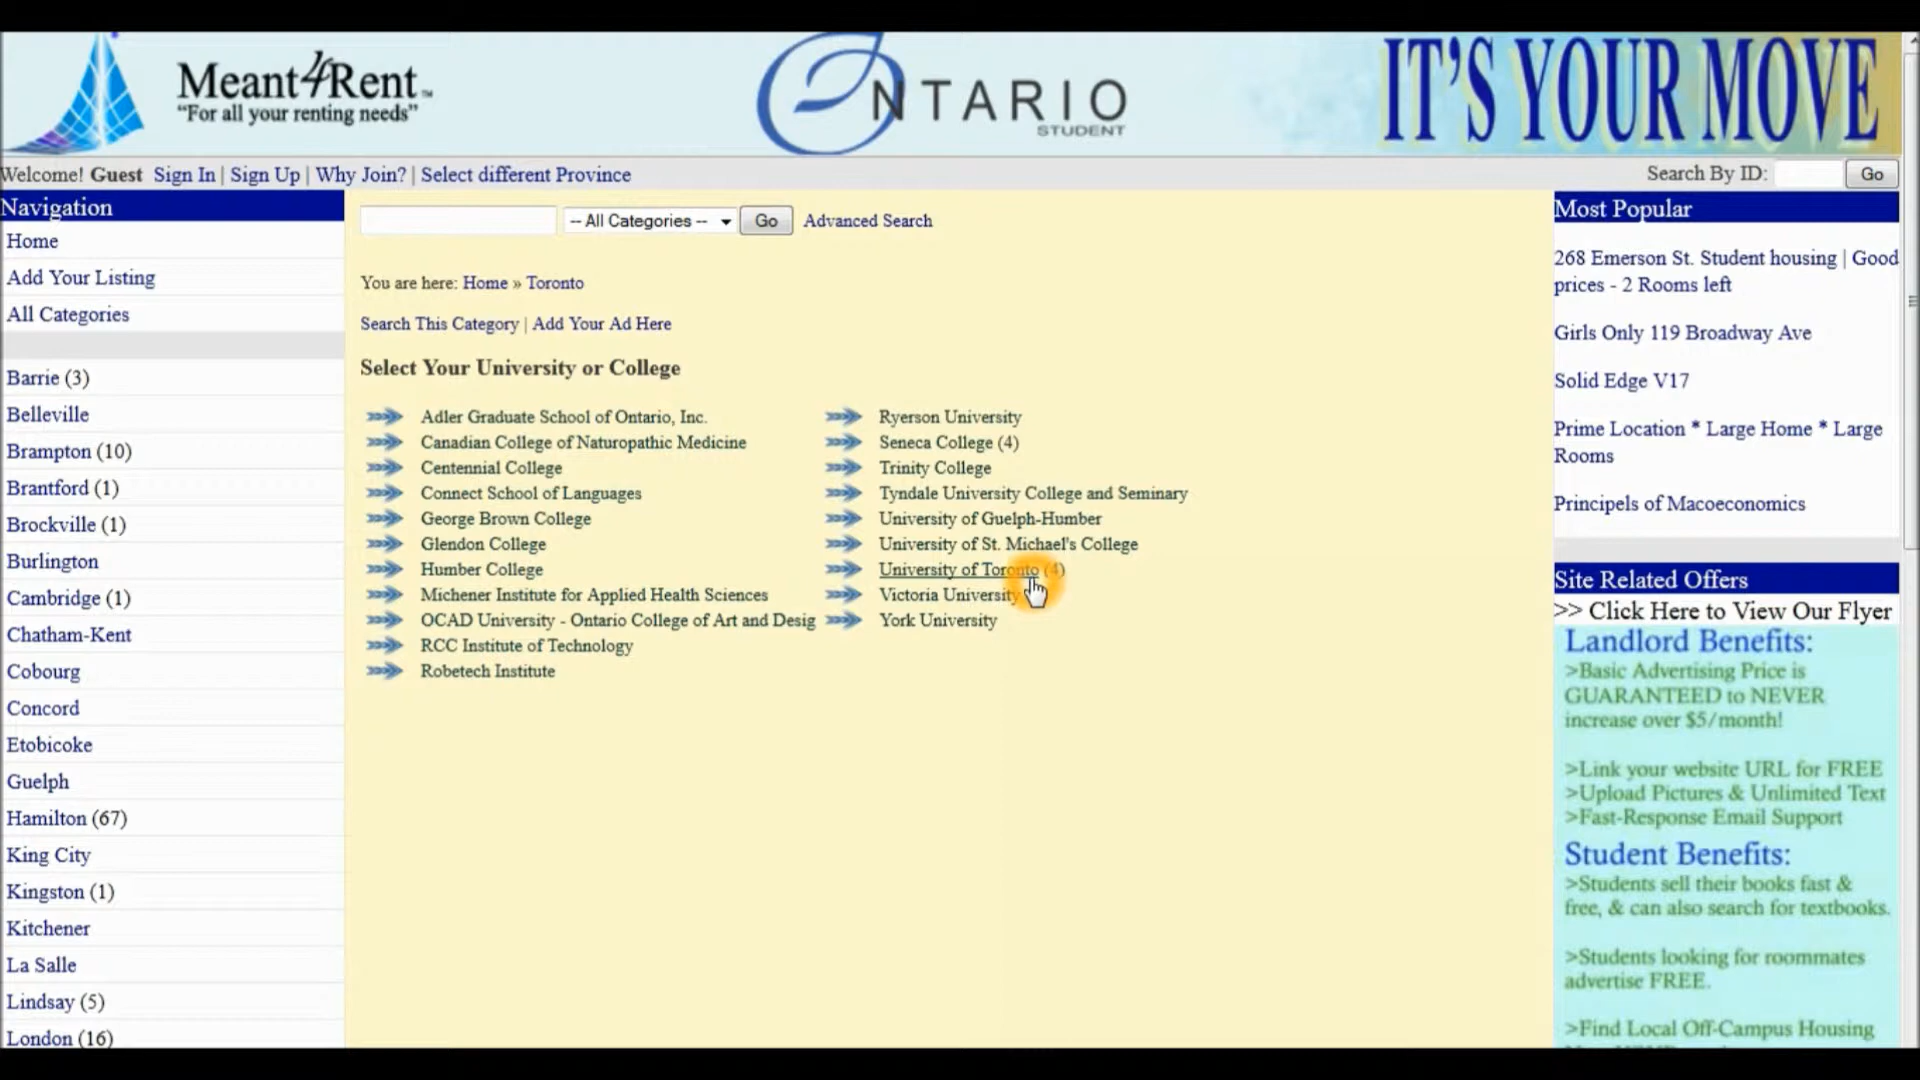 Meant4Rent™
"For all your renting needs"
ONTARIO
STUDENT
IT'S YOUR MOVE
Welcome! Guest Sign In | Sign Up | Why Join? | Select different Province
Search By ID: Go
Navigation
Home
Add Your Listing
All Categories
Barrie (3)
Belleville
Brampton (10)
Brantford (1)
Brockville (1)
Burlington
Cambridge (1)
Chatham-Kent
Cobourg
Concord
Etobicoke
Guelph
Hamilton (67)
King City
Kingston (1)
Kitchener
La Salle
Lindsay (5)
London (16)
-- All Categories -- Go Advanced Search
You are here: Home » Toronto
Search This Category | Add Your Ad Here
Select Your University or College
Adler Graduate School of Ontario, Inc.
Canadian College of Naturopathic Medicine
Centennial College
Connect School of Languages
George Brown College
Glendon College
Humber College
Michener Institute for Applied Health Sciences
OCAD University - Ontario College of Art and Desig
RCC Institute of Technology
Robetech Institute
Ryerson University
Seneca College (4)
Trinity College
Tyndale University College and Seminary
University of Guelph-Humber
University of St. Michael's College
University of Toronto (4)
Victoria University
York University
Most Popular
268 Emerson St. Student housing | Good
prices - 2 Rooms left
Girls Only 119 Broadway Ave
Solid Edge V17
Prime Location * Large Home * Large
Rooms
Principels of Macoeconomics
Site Related Offers
>> Click Here to View Our Flyer
Landlord Benefits:
>Basic Advertising Price is
GUARANTEED to NEVER
increase over $5/month!
>Link your website URL for FREE
>Upload Pictures & Unlimited Text
>Fast-Response Email Support
Student Benefits:
>Students sell their books fast &
free, & can also search for textbooks.
>Students looking for roommates
advertise FREE.
>Find Local Off-Campus Housing